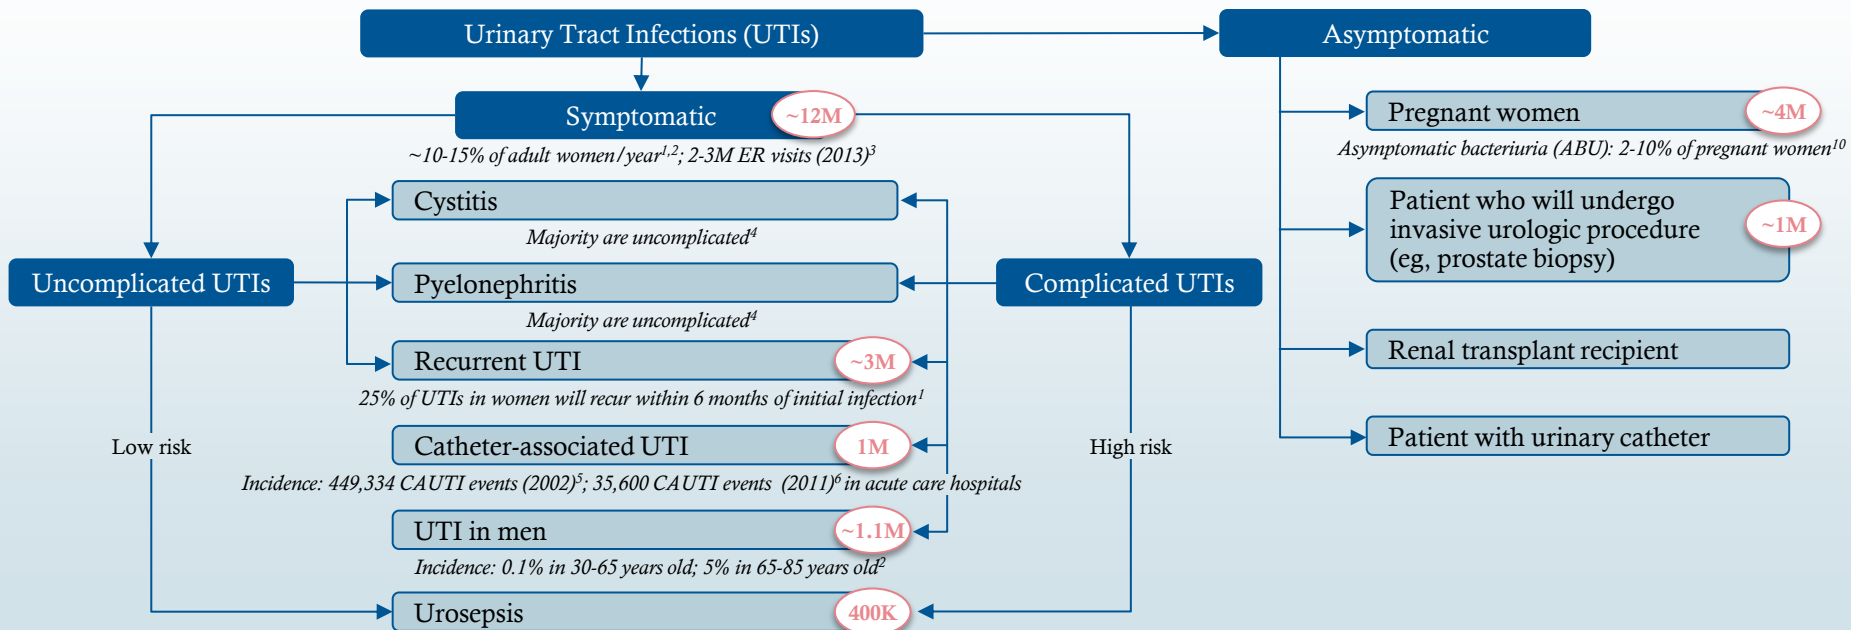 Urinary Tract Infections (UTIs)
Asymptomatic
Symptomatic
~12M
~10-15% of adult women/year1,2; 2-3M ER visits (2013)3
Pregnant women
~4M
Asymptomatic bacteriuria (ABU): 2-10% of pregnant women10
Cystitis
Majority are uncomplicated4
Patient who will undergo
invasive urologic procedure
(eg, prostate biopsy)
~1M
Uncomplicated UTIs
Pyelonephritis
Complicated UTIs
Majority are uncomplicated4
Recurrent UTI
~3M
25% of UTIs in women will recur within 6 months of initial infection1
Renal transplant recipient
Low risk
Catheter-associated UTI
1M
High risk
Patient with urinary catheter
Incidence: 449,334 CAUTI events (2002)5; 35,600 CAUTI events (2011)6 in acute care hospitals
UTI in men
~1.1M
Incidence: 0.1% in 30-65 years old; 5% in 65-85 years old2
Urosepsis
400K